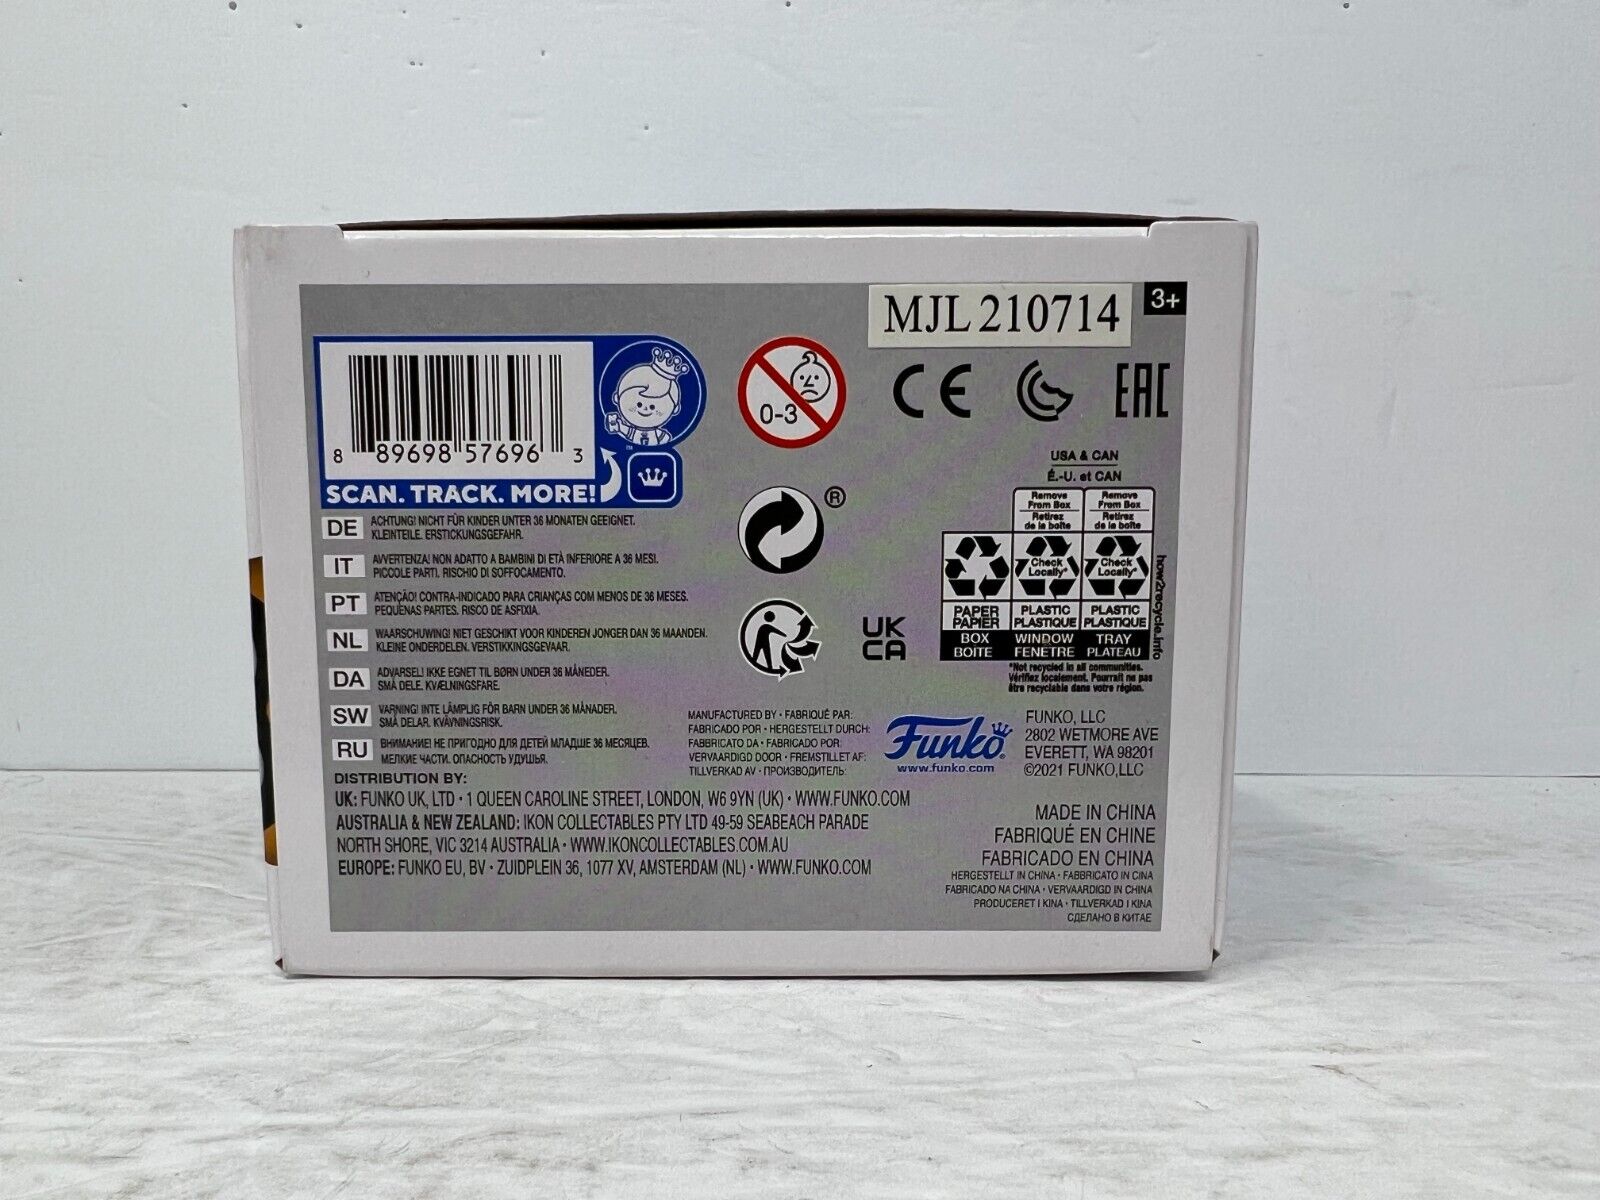 MJL 210714
3+
8 89698 57696 3
™
SCAN. TRACK. MORE!
0-3
CE
EAC
®
USA & CAN
É.-U. et CAN
Remove From Box
Retirez de la boîte
Remove From Box
Retirez de la boîte
Check Locally*
Check Locally*
PAPER
PAPIER
PLASTIC
PLASTIQUE
PLASTIC
PLASTIQUE
BOX
BOITE
WINDOW
FENÊTRE
TRAY
PLATEAU
how2recycle.info
*Not recycled in all communities.
Vérifiez localement. Pourrait ne pas
être recyclable dans votre région.
UK
CA
DE ACHTUNG! NICHT FÜR KINDER UNTER 36 MONATEN GEEIGNET.
KLEINTEILE. ERSTICKUNGSGEFAHR.
IT AVVERTENZA! NON ADATTO A BAMBINI DI ETÀ INFERIORE A 36 MESI.
PICCOLE PARTI. RISCHIO DI SOFFOCAMENTO.
PT ATENÇÃO! CONTRA-INDICADO PARA CRIANÇAS COM MENOS DE 36 MESES.
PEQUENAS PARTES. RISCO DE ASFIXIA.
NL WAARSCHUWING! NIET GESCHIKT VOOR KINDEREN JONGER DAN 36 MAANDEN.
KLEINE ONDERDELEN. VERSTIKKINGSGEVAAR.
DA ADVARSEL! IKKE EGNET TIL BØRN UNDER 36 MÅNEDER.
SMÅ DELE. KVÆLNINGSFARE.
SW VARNING! INTE LÄMPLIG FÖR BARN UNDER 36 MÅNADER.
SMÅ DELAR. KVÄVNINGSRISK.
RU ВНИМАНИЕ! НЕ ПРИГОДНО ДЛЯ ДЕТЕЙ МЛАДШЕ 36 МЕСЯЦЕВ.
МЕЛКИЕ ЧАСТИ. ОПАСНОСТЬ УДУШЬЯ.
MANUFACTURED BY • FABRIQUÉ PAR:
FABRICADO POR • HERGESTELLT DURCH:
FABBRICATO DA • FABRICADO POR:
VERVAARDIGD DOOR • FREMSTILLET AF:
TILLVERKAD AV • ПРОИЗВОДИТЕЛЬ:
Funko®
www.funko.com
FUNKO, LLC
2802 WETMORE AVE
EVERETT, WA 98201
©2021 FUNKO,LLC
DISTRIBUTION BY:
UK: FUNKO UK, LTD • 1 QUEEN CAROLINE STREET, LONDON, W6 9YN (UK) • WWW.FUNKO.COM
AUSTRALIA & NEW ZEALAND: IKON COLLECTABLES PTY LTD 49-59 SEABEACH PARADE
NORTH SHORE, VIC 3214 AUSTRALIA • WWW.IKONCOLLECTABLES.COM.AU
EUROPE: FUNKO EU, BV • ZUIDPLEIN 36, 1077 XV, AMSTERDAM (NL) • WWW.FUNKO.COM
MADE IN CHINA
FABRIQUÉ EN CHINE
FABRICADO EN CHINA
HERGESTELLT IN CHINA • FABBRICATO IN CINA
FABRICADO NA CHINA • VERVAARDIGD IN CHINA
PRODUCERET I KINA • TILLVERKAD I KINA
СДЕЛАНО В КИТАЕ